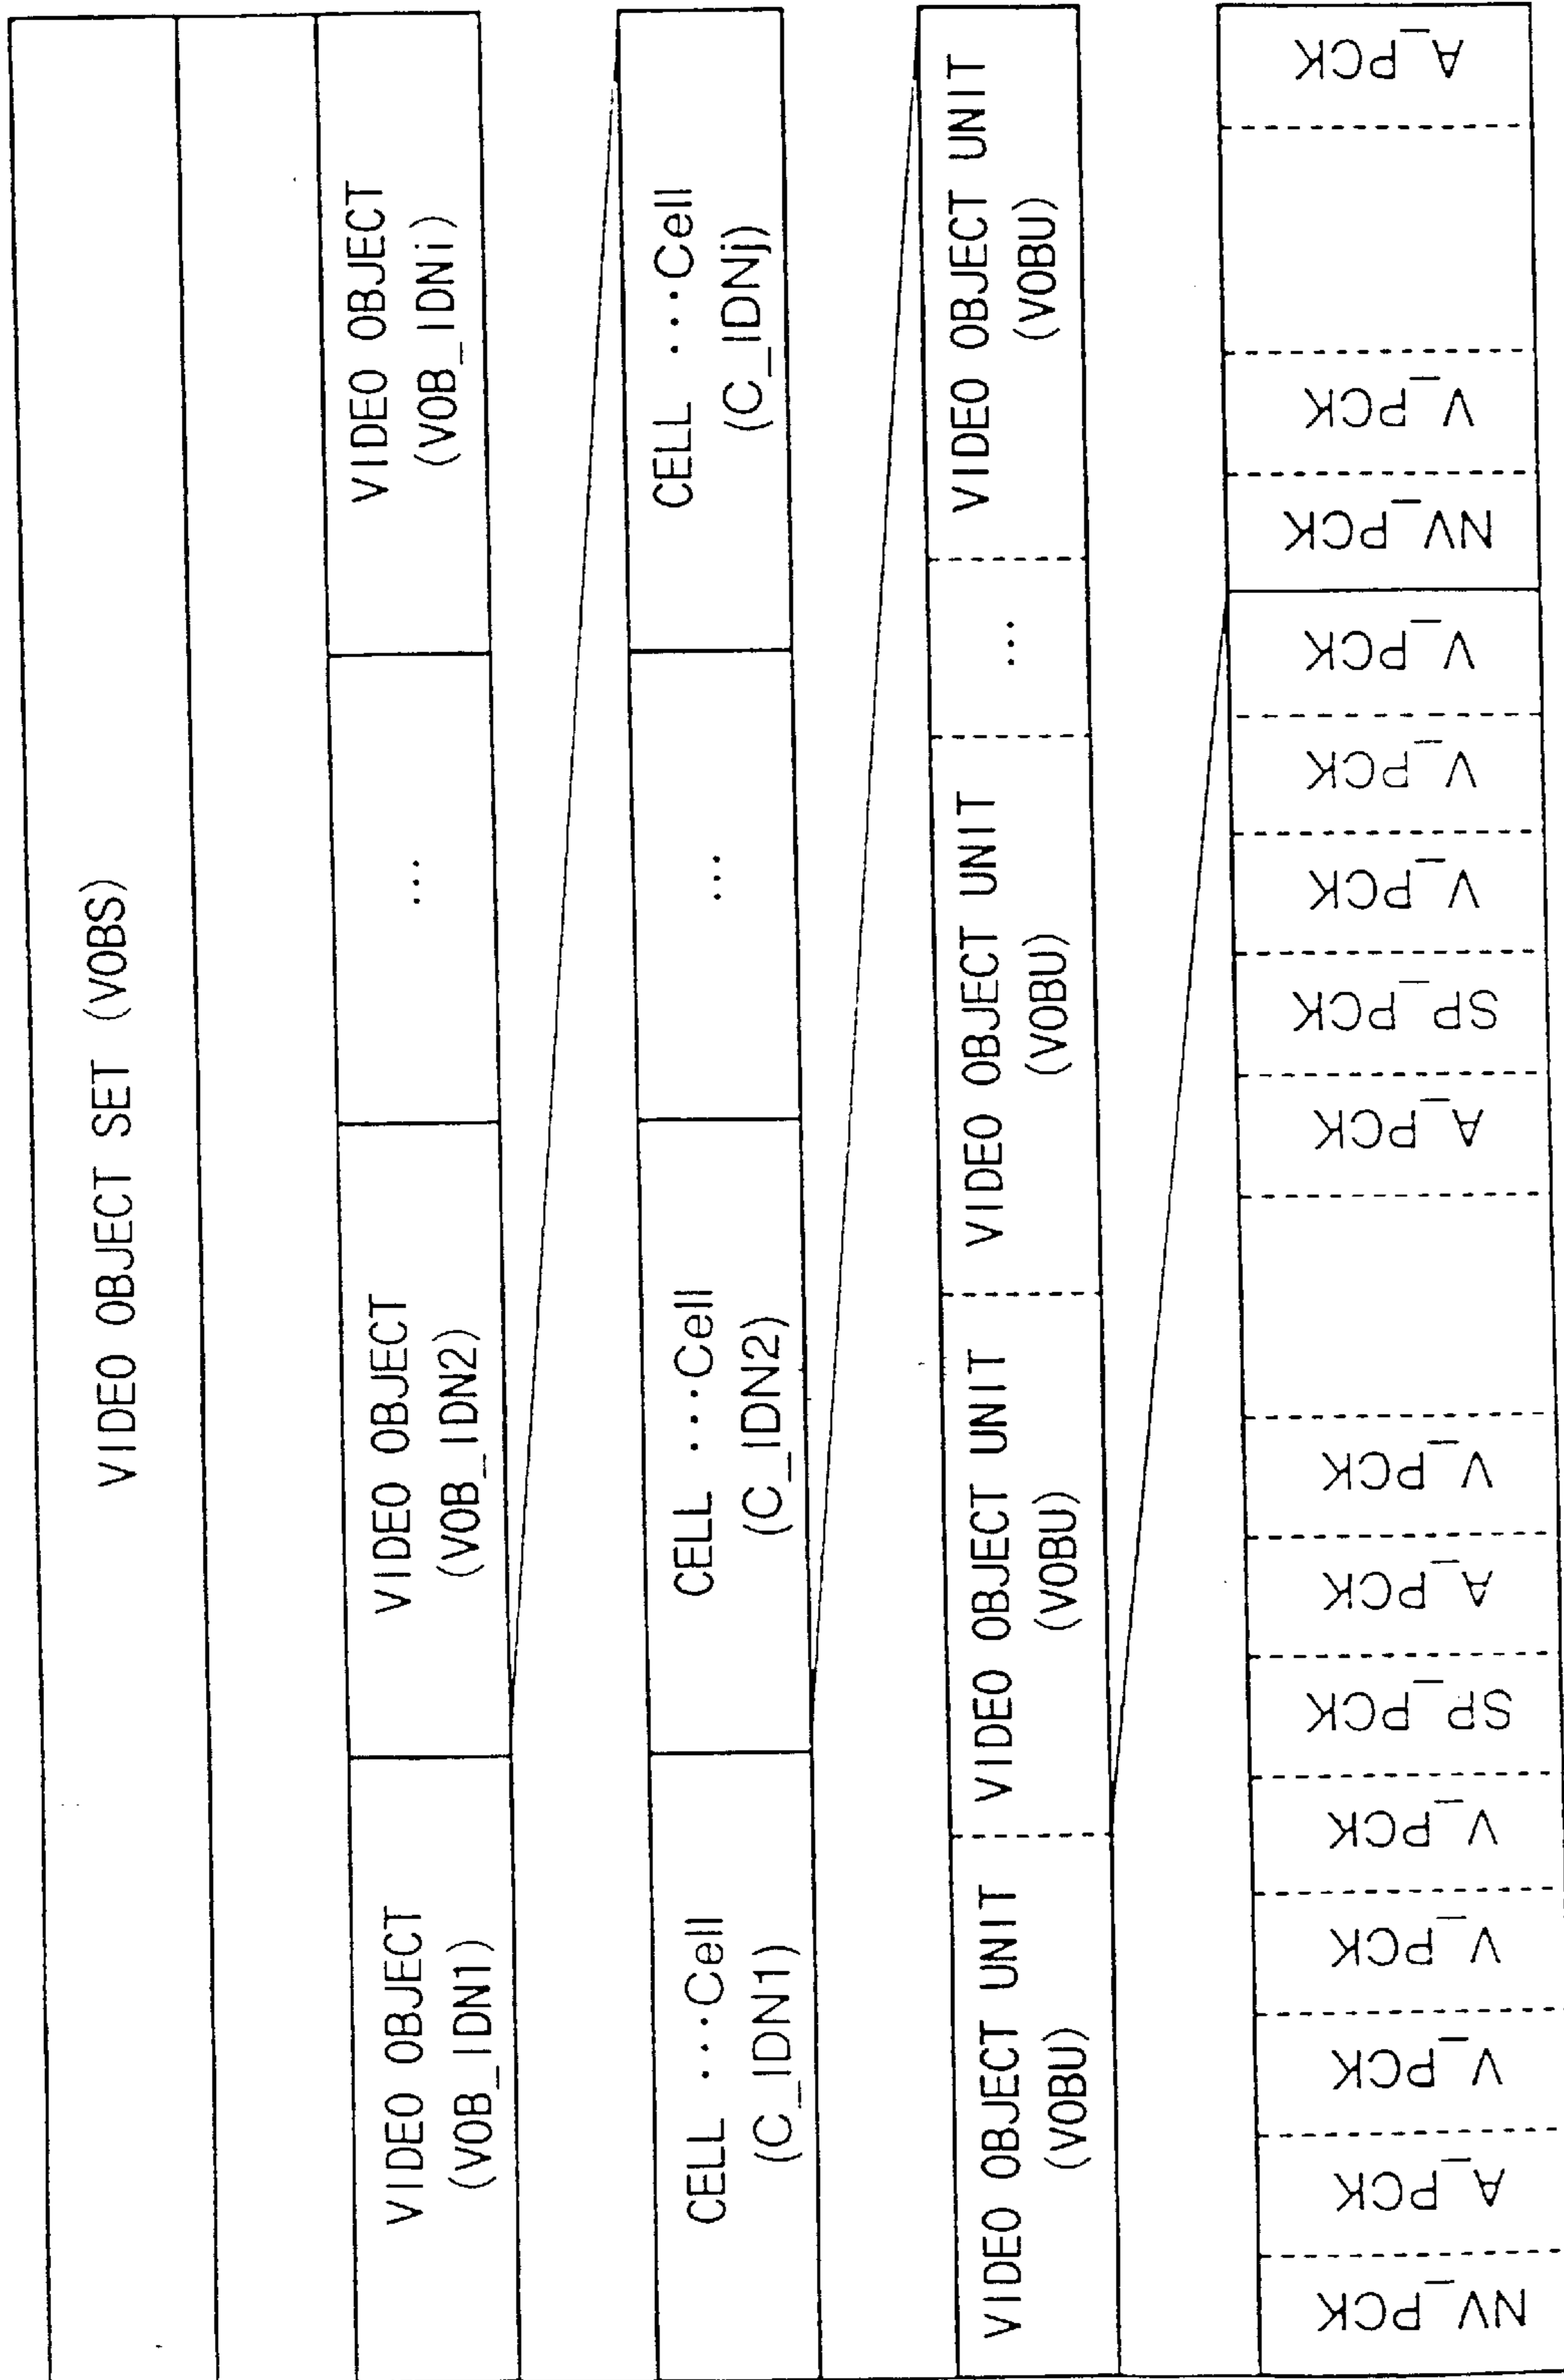 VIDEO OBJECT SET (VOBS)
VIDEO OBJECT
(VOB_IDN1)
VIDEO OBJECT
(VOB_IDN2)
...
VIDEO OBJECT
(VOB_IDNi)
CELL ...Cell
(C_IDN1)
CELL ...Cell
(C_IDN2)
...
CELL ...Cell
(C_IDNj)
VIDEO OBJECT UNIT
(VOBU)
VIDEO OBJECT UNIT
(VOBU)
VIDEO OBJECT UNIT
(VOBU)
...
VIDEO OBJECT UNIT
(VOBU)
NV_PCK
A_PCK
V_PCK
V_PCK
V_PCK
SP_PCK
A_PCK
V_PCK
A_PCK
SP_PCK
V_PCK
V_PCK
V_PCK
NV_PCK
V_PCK
A_PCK